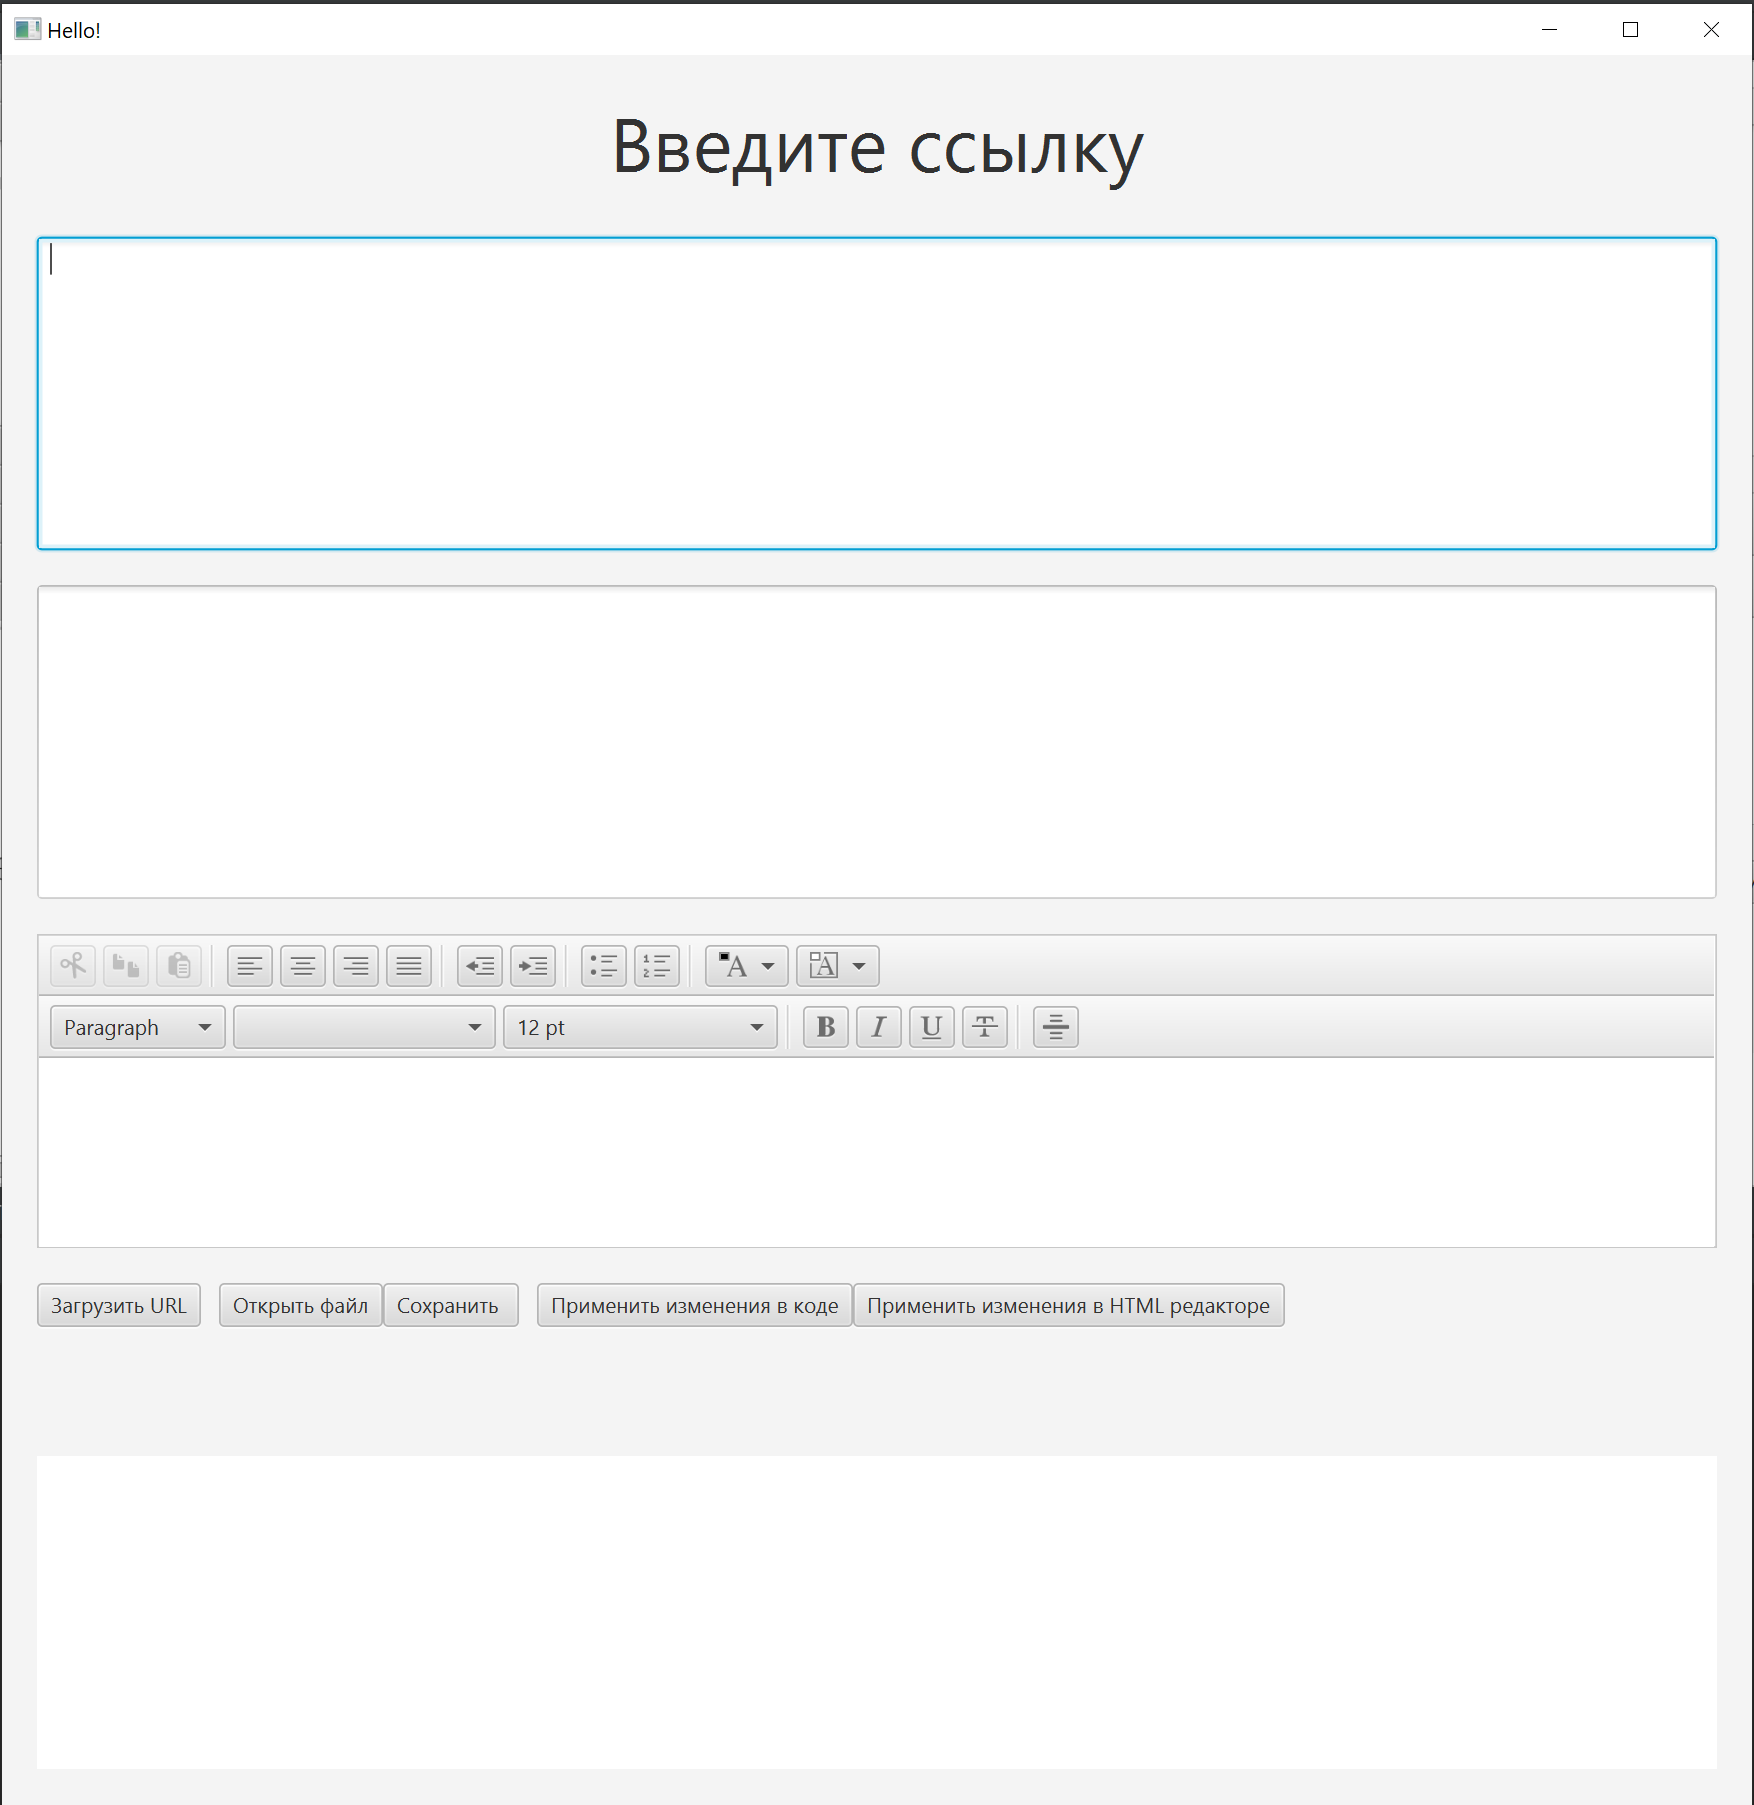 Hello!
Введите ссылку
A A
Paragraph 12 pt B I U T
Загрузить URL Открыть файл Сохранить Применить изменения в коде Применить изменения в HTML редакторе